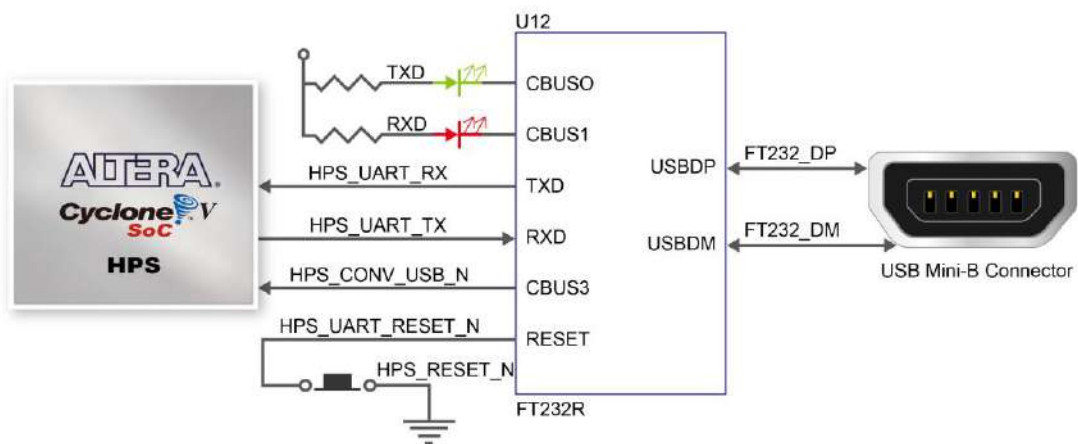 U12
TXD
CBUSO
RXD
CBUS1
HPS_UART_RX
TXD
HPS_UART_TX
RXD
HPS_CONV_USB_N
CBUS3
HPS_UART_RESET_N
RESET
HPS_RESET_N
FT232R
USBDP
FT232_DP
USBDM
FT232_DM
USB Mini-B Connector
ALTERA.
Cyclone V
SoC
HPS